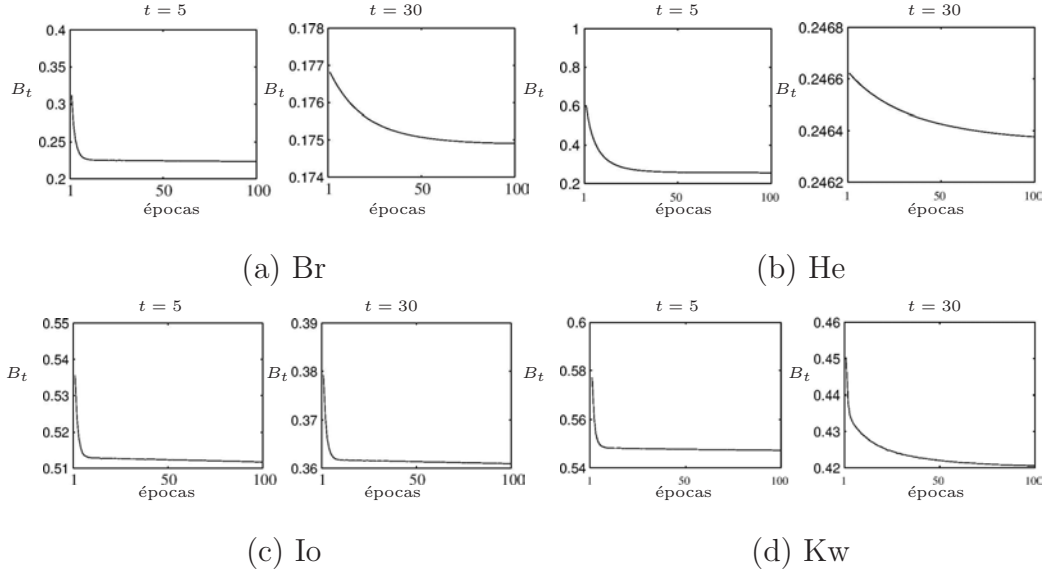 t = 5
t = 30
t = 5
t = 30
0.4
0.35
0.3
0.25
0.2
B_t
1
50
100
épocas
0.178
0.177
0.176
0.175
0.174
1
50
100
épocas
1
0.8
0.6
0.4
0.2
B_t
1
50
100
épocas
0.2468
0.2466
0.2464
0.2462
B_t
1
50
100
épocas
(a) Br
(b) He
t = 5
t = 30
t = 5
t = 30
0.55
0.54
0.53
0.52
0.51
B_t
1
50
100
épocas
0.39
0.38
0.37
0.36
B_t
1
50
100
épocas
0.6
0.58
0.56
0.54
B_t
1
50
100
épocas
0.46
0.45
0.44
0.43
0.42
B_t
1
50
100
épocas
(c) Io
(d) Kw